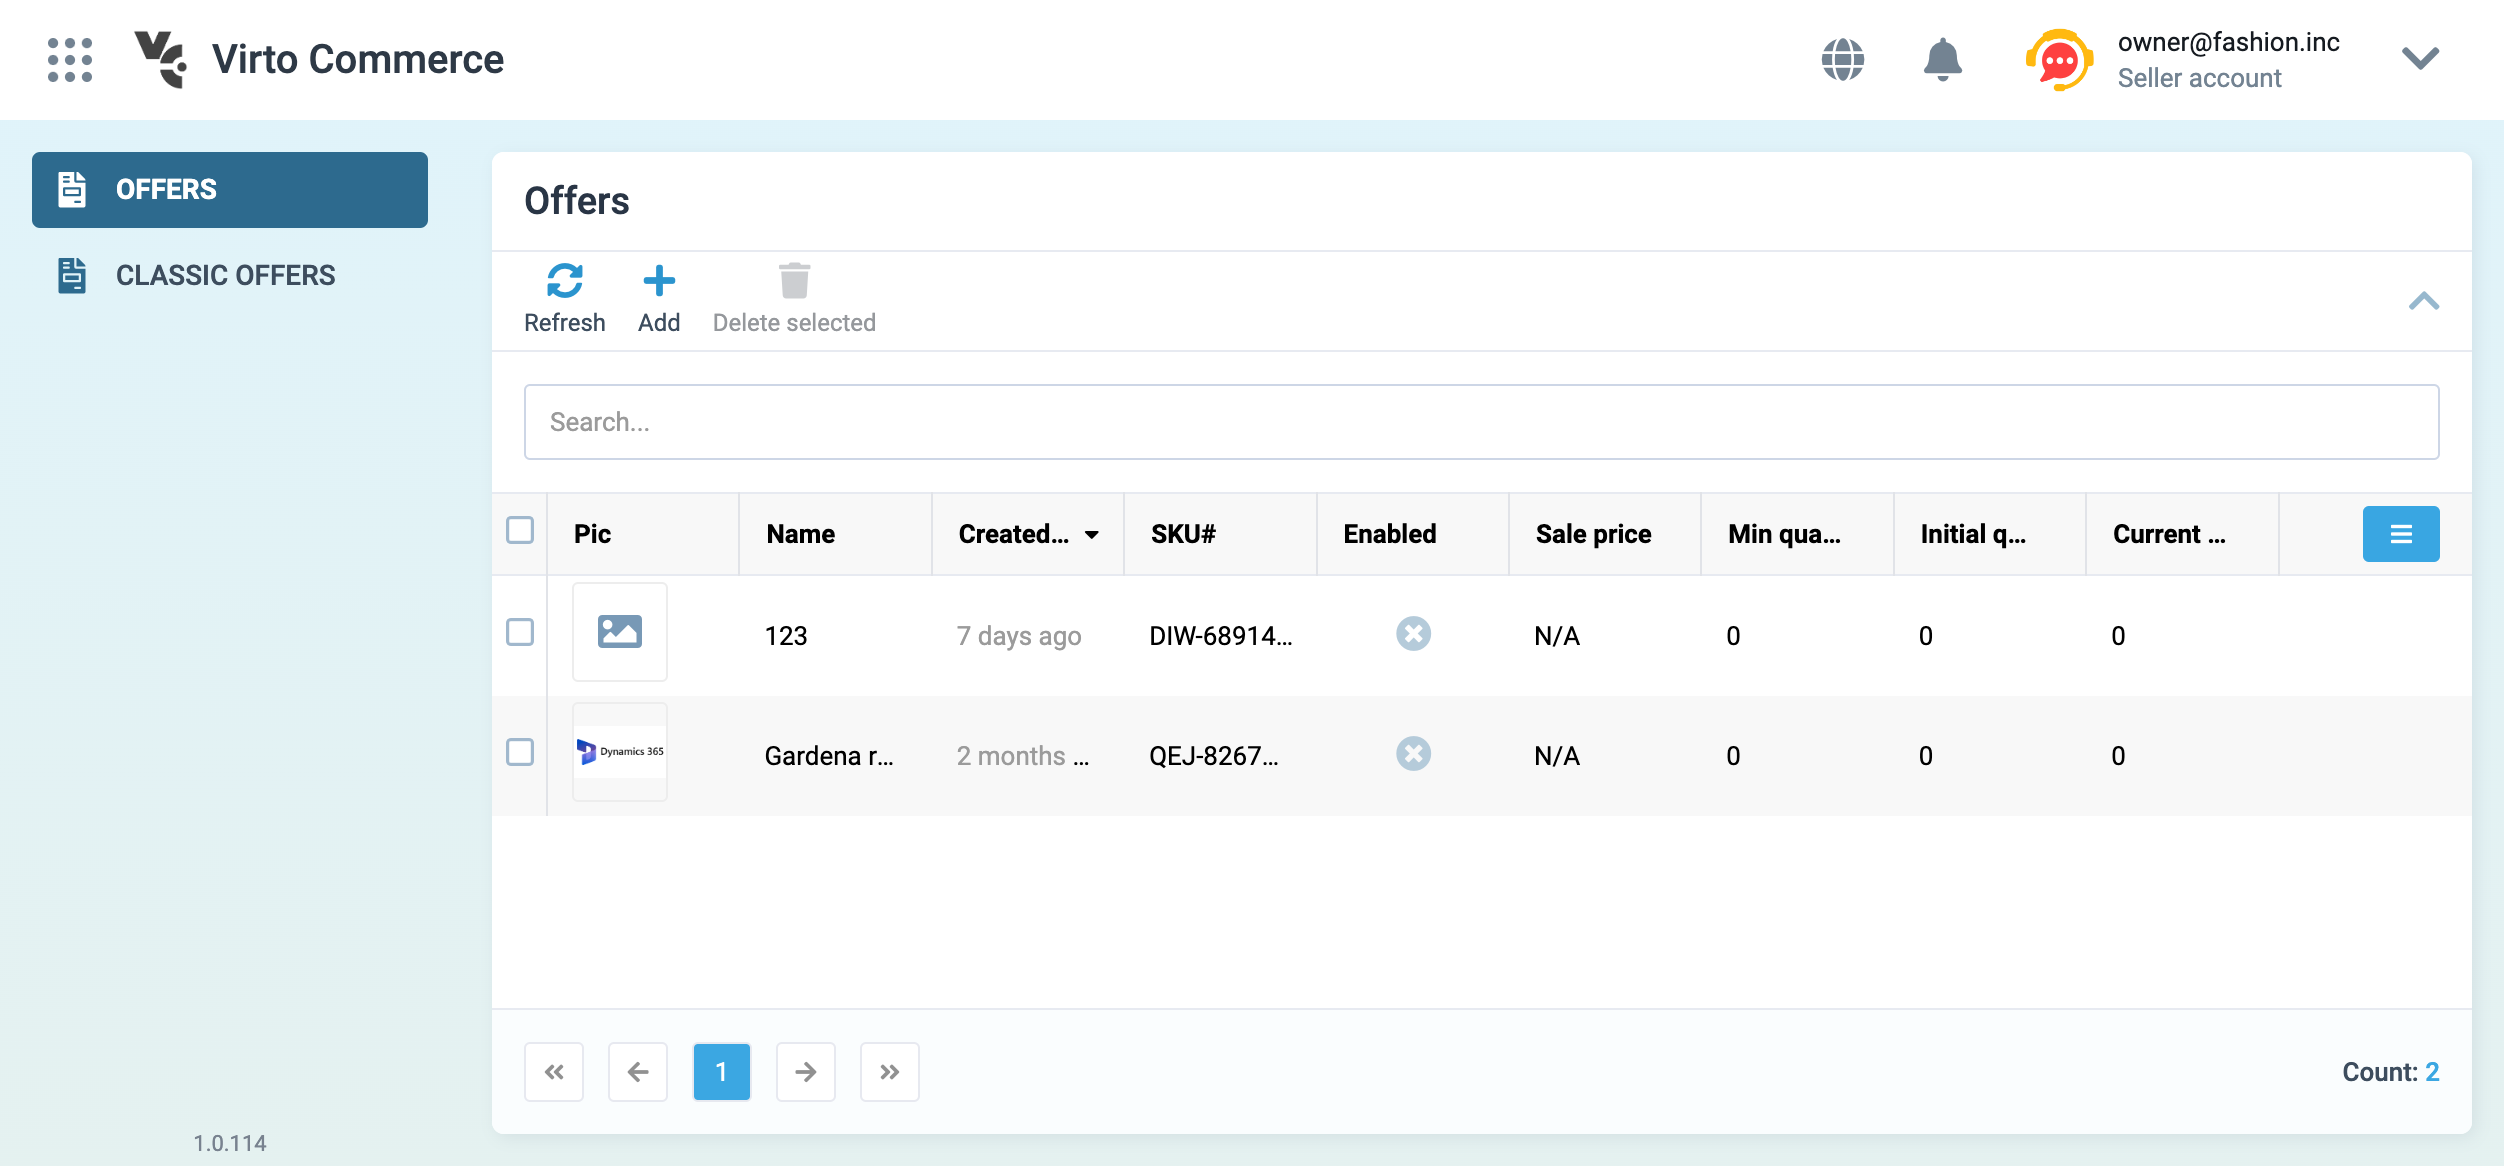 Virto Commerce
owner@fashion.inc
Seller account
OFFERS
CLASSIC OFFERS
Offers
Refresh Add Delete selected
Search...
Pic Name Created... SKU# Enabled Sale price Min qua... Initial q... Current ...
123 7 days ago DIW-68914... N/A 0 0 0
Dynamics 365 Gardena r... 2 months ... QEJ-8267... N/A 0 0 0
1 Count: 2
1.0.114